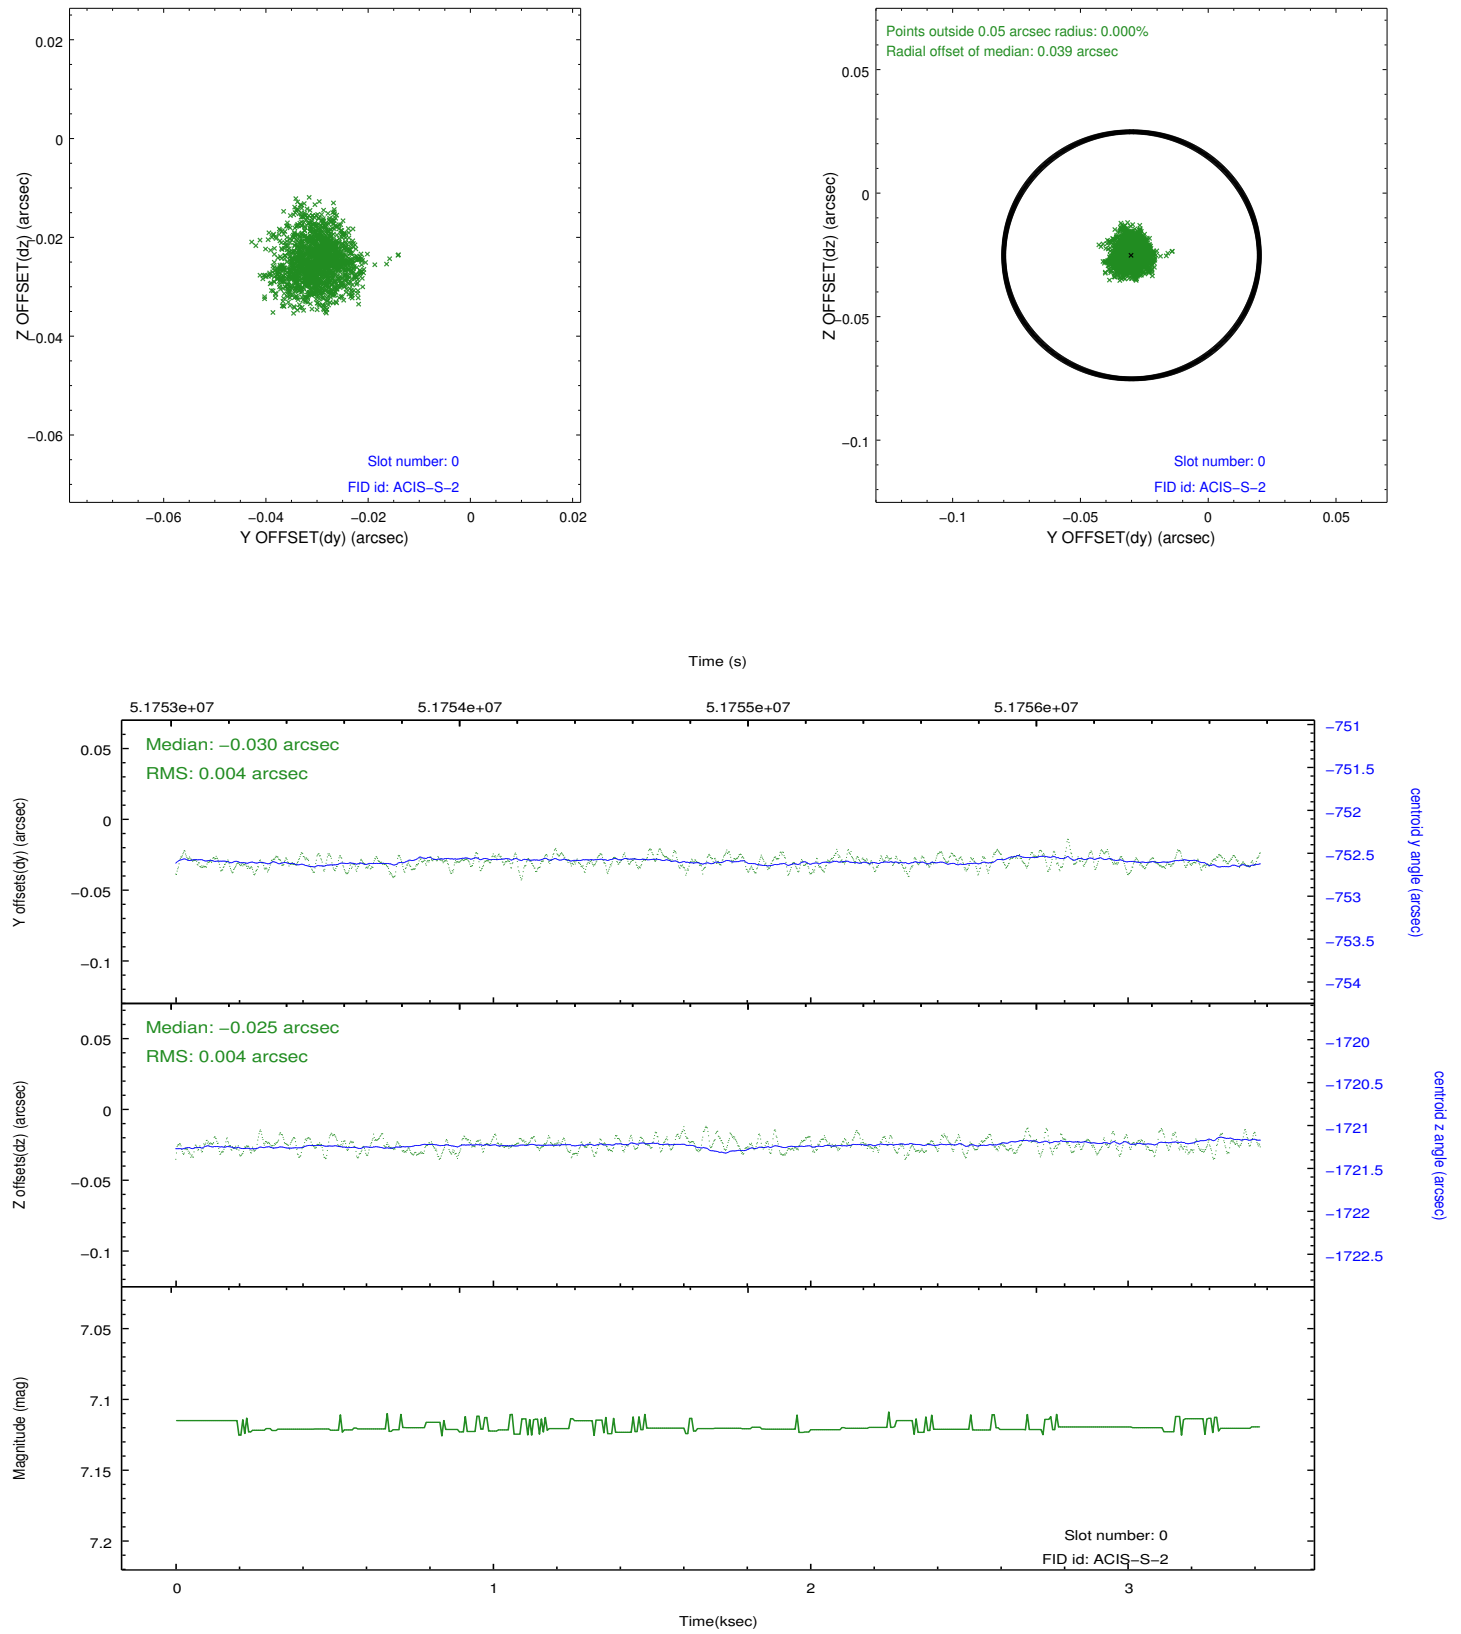 0.02
0
−0.02
−0.04
−0.06
Z OFFSET(dz) (arcsec)
Slot number: 0
FID id: ACIS−S−2
−0.06
−0.04
−0.02
0
0.02
Y OFFSET(dy) (arcsec)
Points outside 0.05 arcsec radius: 0.000%
Radial offset of median: 0.039 arcsec
0.05
0
−0.05
−0.1
Z OFFSET(dz) (arcsec)
Slot number: 0
FID id: ACIS−S−2
−0.1
−0.05
0
0.05
Y OFFSET(dy) (arcsec)
Time (s)
5.1753e+07
5.1754e+07
5.1755e+07
5.1756e+07
Median: −0.030 arcsec
RMS: 0.004 arcsec
0.05
0
−0.05
−0.1
Y offsets(dy) (arcsec)
−751
−751.5
−752
−752.5
−753
−753.5
−754
centroid y angle (arcsec)
Median: −0.025 arcsec
RMS: 0.004 arcsec
0.05
0
−0.05
−0.1
Z offsets(dz) (arcsec)
−1720
−1720.5
−1721
−1721.5
−1722
−1722.5
centroid z angle (arcsec)
7.05
7.1
7.15
7.2
Magnitude (mag)
Slot number: 0
FID id: ACIS−S−2
0
1
2
3
Time(ksec)